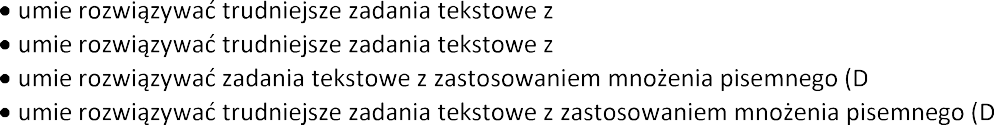 • umie rozwiązywać trudniejsze zadania tekstowe z
• umie rozwiązywać trudniejsze zadania tekstowe z
• umie rozwiązywać zadania tekstowe z zastosowaniem mnożenia pisemnego (D
• umie rozwiązywać trudniejsze zadania tekstowe z zastosowaniem mnożenia pisemnego (D